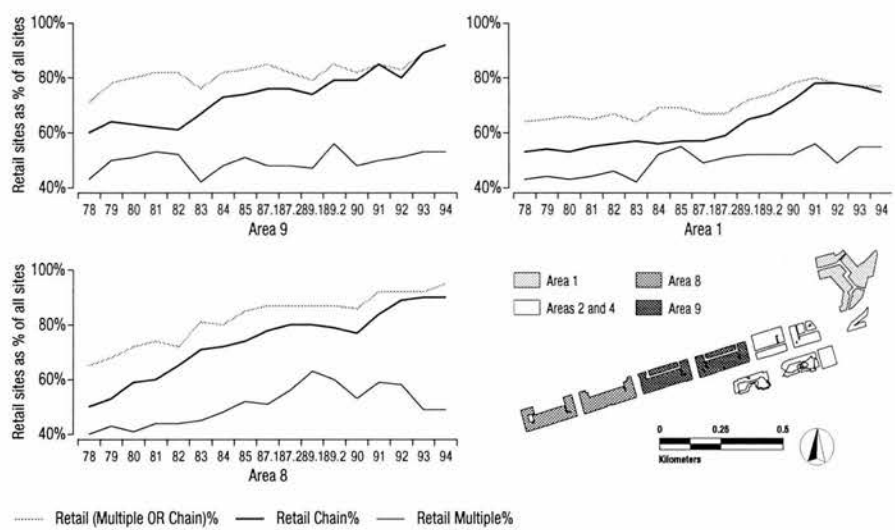 Retail sites as % of all sites
100%
80%
60%
40%
78 79 80 81 82 83 84 85 87.1 87.2 89.1 89.2 90 91 92 93 94
Area 9
100%
80%
60%
40%
78 79 80 81 82 83 84 85 87.1 87.2 89.1 89.2 90 91 92 93 94
Area 1
Retail sites as % of all sites
100%
80%
60%
40%
78 79 80 81 82 83 84 85 87.1 87.2 89.1 89.2 90 91 92 93 94
Area 8
Area 1
Area 8
Areas 2 and 4
Area 9
0 0.25 0.5
Kilometers
Retail (Multiple OR Chain)% Retail Chain% Retail Multiple%